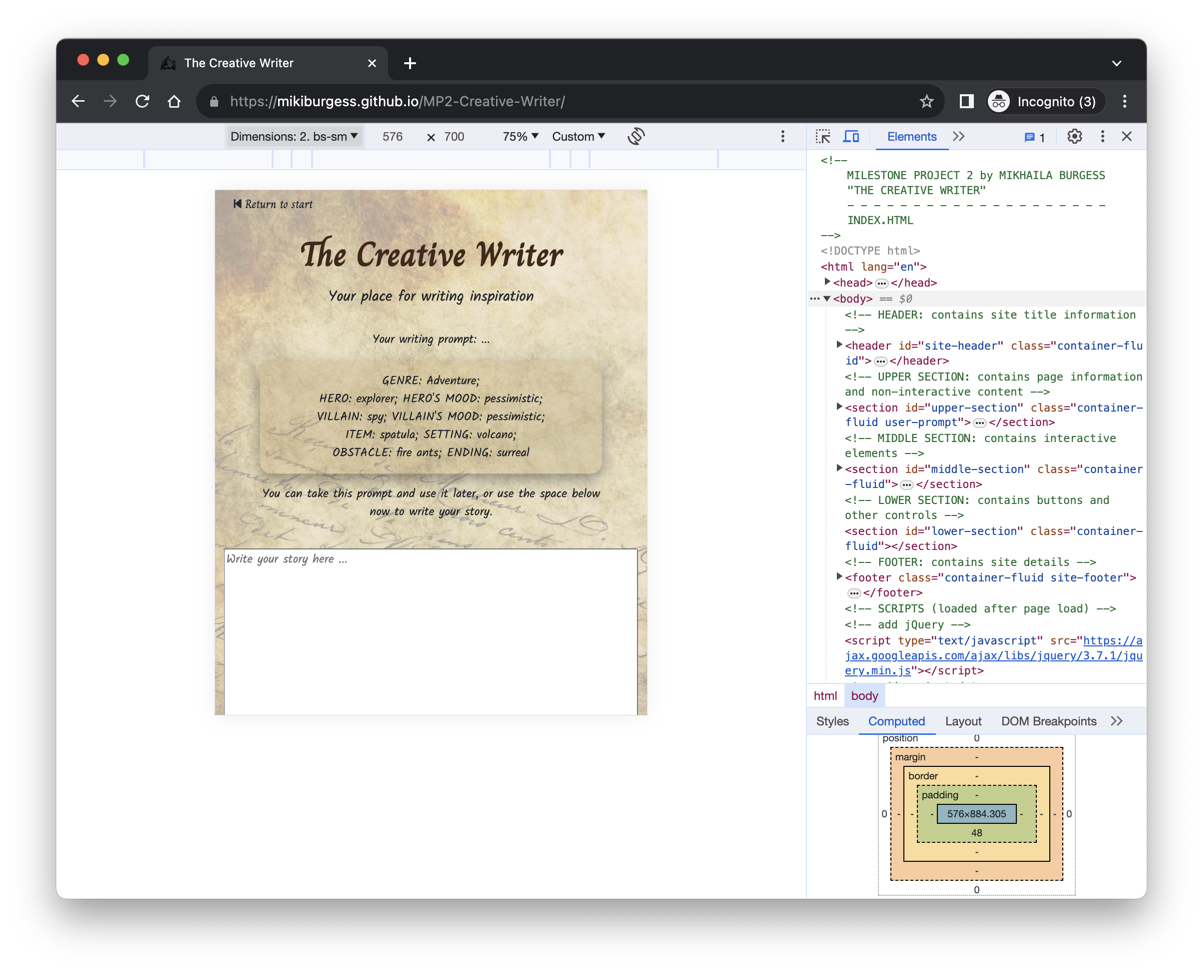 The Creative Writer
https://mikiburgess.github.io/MP2-Creative-Writer/
Incognito (3)
Dimensions: 2. bs-sm 576 × 700 75% Custom
Elements 1
Return to start
The Creative Writer
Your place for writing inspiration
Your writing prompt: ...
GENRE: Adventure;
HERO: explorer; HERO'S MOOD: pessimistic;
VILLAIN: spy; VILLAIN'S MOOD: pessimistic;
ITEM: spatula; SETTING: volcano;
OBSTACLE: fire ants; ENDING: surreal
You can take this prompt and use it later, or use the space below
now to write your story.
Write your story here ...
<!--
MILESTONE PROJECT 2 by MIKHAILA BURGESS
"THE CREATIVE WRITER"
- - - - - - - - - - - - - - - - - - - -
INDEX.HTML
-->
<!DOCTYPE html>
<html lang="en">
<head> ... </head>
... <body> == $0
<!-- HEADER: contains site title information
-->
<header id="site-header" class="container-flu
id"> ... </header>
<!-- UPPER SECTION: contains page information
and non-interactive content -->
<section id="upper-section" class="container-
fluid user-prompt"> ... </section>
<!-- MIDDLE SECTION: contains interactive
elements -->
<section id="middle-section" class="container
-fluid"> ... </section>
<!-- LOWER SECTION: contains buttons and
other controls -->
<section id="lower-section" class="container-
fluid"></section>
<!-- FOOTER: contains site details -->
<footer class="container-fluid site-footer">
... </footer>
<!-- SCRIPTS (loaded after page load) -->
<!-- add jQuery -->
<script type="text/javascript" src="https://a
jax.googleapis.com/ajax/libs/jquery/3.7.1/jqu
ery.min.js"></script>
html body
Styles Computed Layout DOM Breakpoints
position 0
margin -
border -
padding -
0 - - - 576×884.305 - - - 0
48
-
-
0